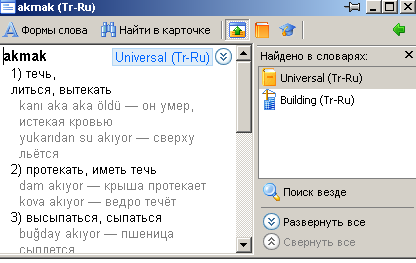 akmak (Tr-Ru)
Формы слова
Найти в карточке
akmak
Universal (Tr-Ru)
1) течь,
литься, вытекать
kanı aka aka öldü — он умер,
истекая кровью
yukarıdan su akıyor — сверху
льётся
2) протекать, иметь течь
dam akıyor — крыша протекает
kova akıyor — ведро течёт
3) высыпаться, сыпаться
buğday akıyor — пшеница
сыплется
Найдено в словарях:
Universal (Tr-Ru)
Building (Tr-Ru)
Поиск везде
Развернуть все
Свернуть все